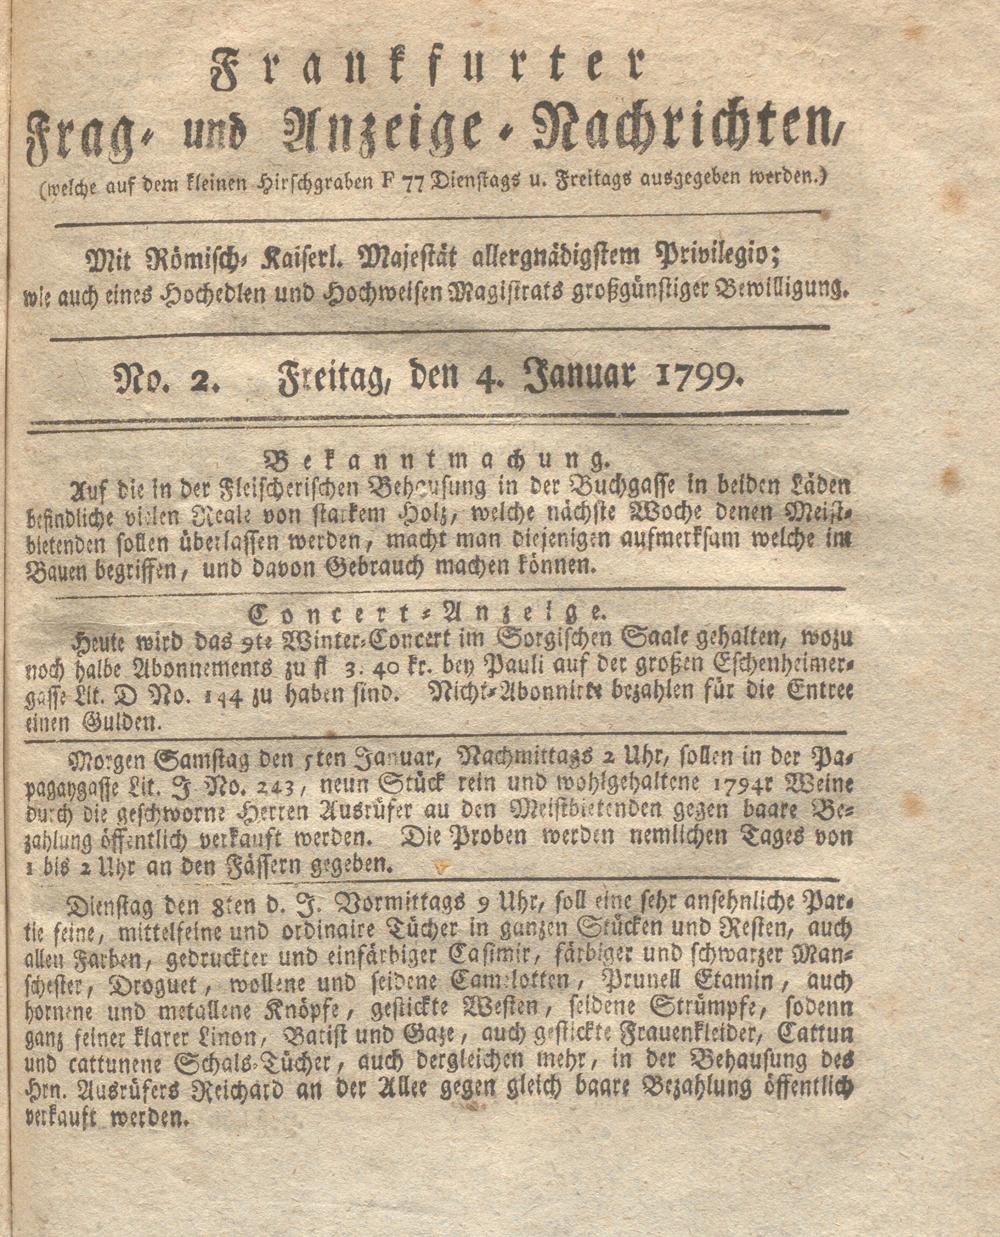 Frankfurter
Frag- und Anzeige-Nachrichten,
(welche auf dem kleinen Hirschgraben F 77 Dienstags u. Freitags ausgegeben werden.)
Mit Römisch- Kaiserl. Majestät allergnädigstem Privilegio;
wie auch eines Hochedlen und Hochweisen Magistrats großgünstiger Bewilligung.
No. 2. Freitag, den 4. Januar 1799.
Bekanntmachung.
Auf die in der Fleischerischen Behausung in der Buchgasse in beiden Läden
befindliche vielen Reale von starkem Holz, welche nächste Woche denen Meist-
bietenden sollen überlassen werden, macht man diejenigen aufmerksam welche im
Bauen begriffen, und davon Gebrauch machen können.
Concert-Anzeige.
Heute wird das 9te Winter-Concert im Sorgischen Saale gehalten, wozu
noch halbe Abonnements zu fl 3. 40 kr. bey Pauli auf der großen Eschenheimer-
gasse Lit. D No. 144 zu haben sind. Nicht-Abonnirte bezahlen für die Entree
einen Gulden.
Morgen Samstag den 5ten Januar, Nachmittags 2 Uhr, sollen in der Pa-
pagaygasse Lit. J No. 243, neun Stück rein und wohlgehaltene 1794r Weine
durch die geschworne Herren Ausrüfer au den Meistbietenden gegen baare Be-
zahlung öffentlich verkauft werden. Die Proben werden nemlichen Tages von
1 bis 2 Uhr an den Fässern gegeben.
Dienstag den 8ten d. J. Vormittags 9 Uhr, soll eine sehr ansehnliche Par-
tie feine, mittelfeine und ordinaire Tücher in ganzen Stücken und Resten, auch
allen Farben, gedruckter und einfärbiger Casimir, färbiger und schwarzer Man-
schester, Droguet, wollene und seidene Camelotten, Prunell Etamin, auch
hornene und metallene Knöpfe, gestickte Westen, seidene Strümpfe, sodenn
ganz feiner klarer Linon, Batist und Gaze, auch gestickte Frauenkleider, Cattun
und cattunene Schals-Tücher, auch dergleichen mehr, in der Behausung des
Hrn. Ausrüfers Reichard an der Allee gegen gleich baare Bezahlung öffentlich
verkauft werden.